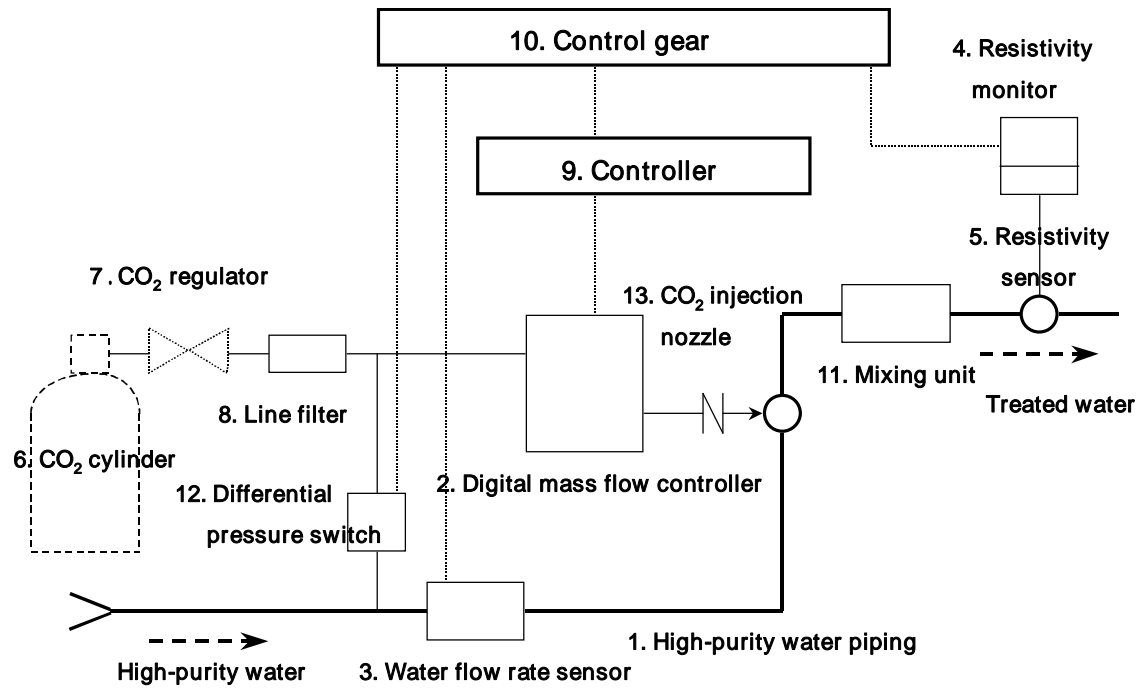 10. Control gear
4. Resistivity
monitor
9. Controller
5. Resistivity
sensor
7. CO2 regulator
13. CO2 injection
nozzle
11. Mixing unit
Treated water
8. Line filter
6. CO2 cylinder
2. Digital mass flow controller
12. Differential
pressure switch
1. High-purity water piping
High-purity water
3. Water flow rate sensor